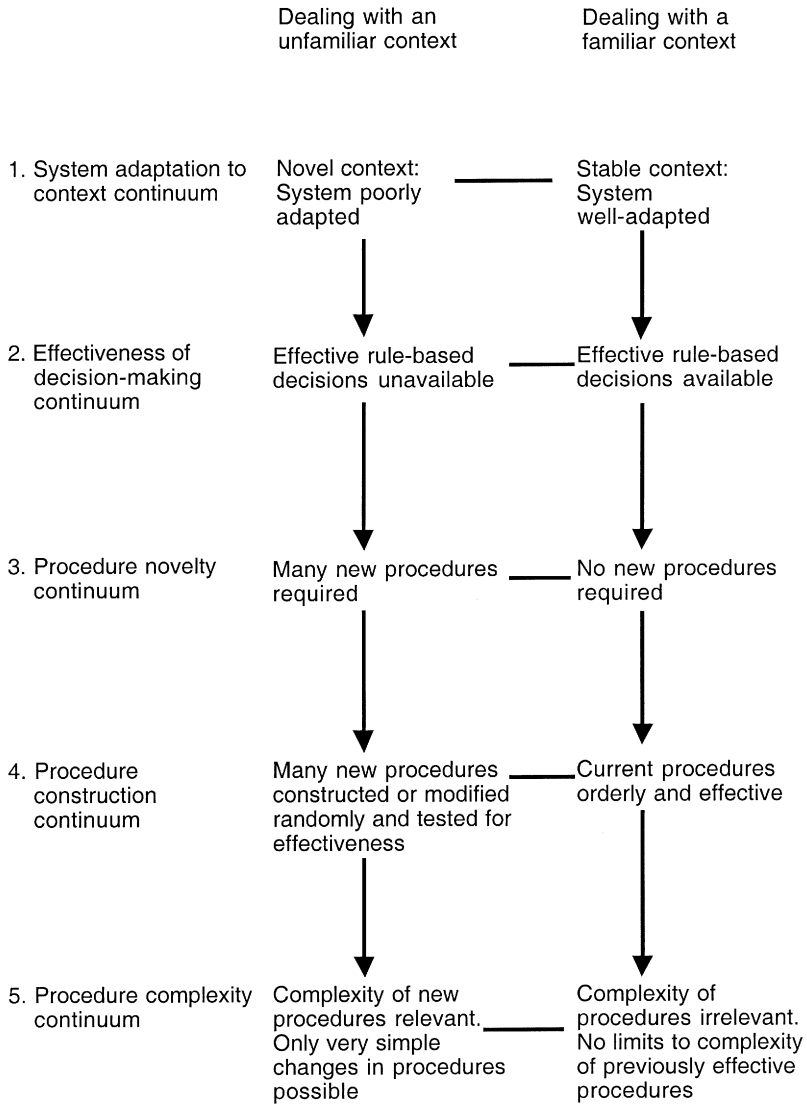 Dealing with an
unfamiliar context
Dealing with a
familiar context
1. System adaptation to
context continuum
Novel context:
System poorly
adapted
Stable context:
System
well-adapted
2. Effectiveness of
decision-making
continuum
Effective rule-based
decisions unavailable
Effective rule-based
decisions available
3. Procedure novelty
continuum
Many new procedures
required
No new procedures
required
4. Procedure
construction
continuum
Many new procedures
constructed or modified
randomly and tested for
effectiveness
Current procedures
orderly and effective
5. Procedure complexity
continuum
Complexity of new
procedures relevant.
Only very simple
changes in procedures
possible
Complexity of
procedures irrelevant.
No limits to complexity
of previously effective
procedures